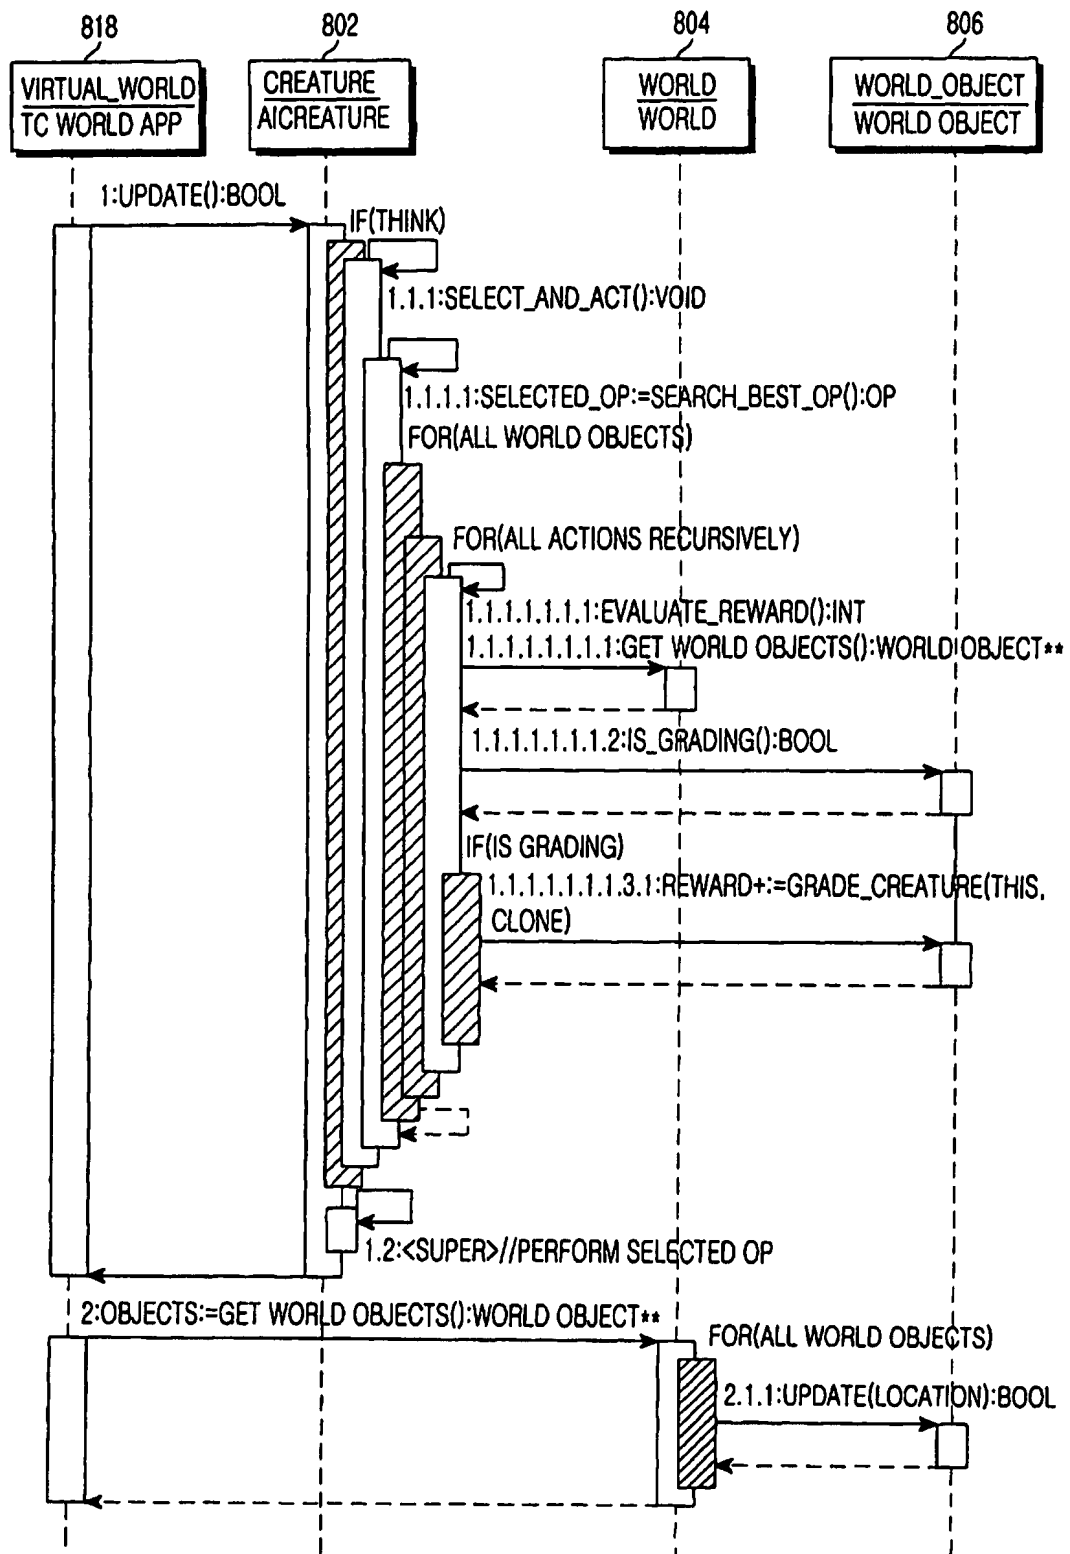 818
802
804
806
VIRTUAL_WORLD
TC WORLD APP
CREATURE
AICREATURE
WORLD
WORLD
WORLD_OBJECT
WORLD OBJECT
1:UPDATE():BOOL
IF(THINK)
1.1.1:SELECT_AND_ACT():VOID
1.1.1.1:SELECTED_OP:=SEARCH_BEST_OP():OP
FOR(ALL WORLD OBJECTS)
FOR(ALL ACTIONS RECURSIVELY)
1.1.1.1.1.1.1:EVALUATE_REWARD():INT
1.1.1.1.1.1.1.1:GET WORLD OBJECTS():WORLD OBJECT**
1.1.1.1.1.1.1.2:IS_GRADING():BOOL
IF(IS GRADING)
1.1.1.1.1.1.1.3.1:REWARD+:=GRADE_CREATURE(THIS,
CLONE)
1.2:<SUPER>//PERFORM SELECTED OP
2:OBJECTS:=GET WORLD OBJECTS():WORLD OBJECT**
FOR(ALL WORLD OBJECTS)
2.1.1:UPDATE(LOCATION):BOOL